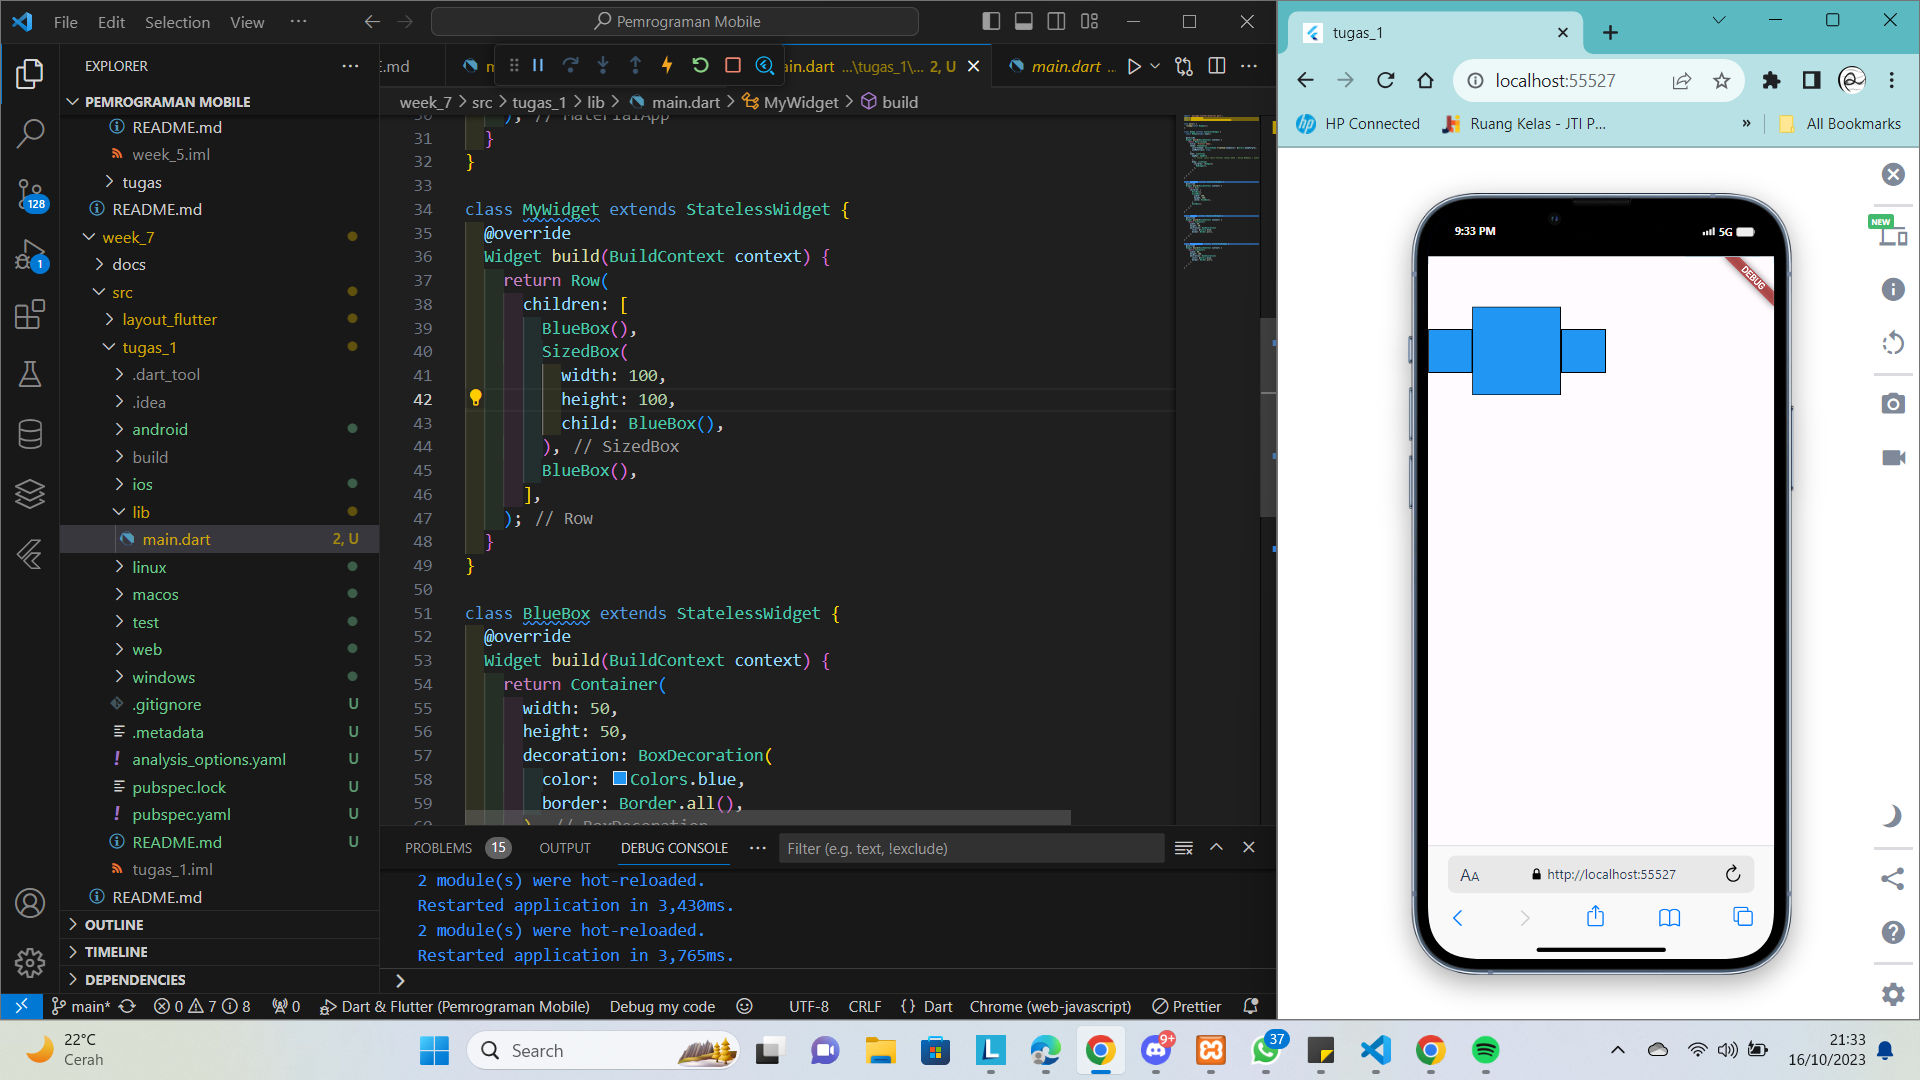 File Edit Selection View ··· Pemrograman Mobile
EXPLORER
PEMROGRAMAN MOBILE
README.md
week_5.iml
tugas
README.md
week_7
docs
src
layout_flutter
tugas_1
.dart_tool
.idea
android
build
ios
lib
main.dart 2, U
linux
macos
test
web
windows
.gitignore U
.metadata U
analysis_options.yaml U
pubspec.lock U
pubspec.yaml U
README.md U
tugas_1.iml
README.md
OUTLINE
TIMELINE
DEPENDENCIES
128
1
.md
ain.dart ...\tugas_1\... 2, U
main.dart ...
week_7 > src > tugas_1 > lib > main.dart > MyWidget > build
30 ); // MaterialApp
31 }
32 }
33
34 class MyWidget extends StatelessWidget {
35 @override
36 Widget build(BuildContext context) {
37 return Row(
38 children: [
39 BlueBox(),
40 SizedBox(
41 width: 100,
42 height: 100,
43 child: BlueBox(),
44 ), // SizedBox
45 BlueBox(),
46 ],
47 ); // Row
48 }
49 }
50
51 class BlueBox extends StatelessWidget {
52 @override
53 Widget build(BuildContext context) {
54 return Container(
55 width: 50,
56 height: 50,
57 decoration: BoxDecoration(
58 color: Colors.blue,
59 border: Border.all(),
60 ), // BoxDecoration
PROBLEMS 15 OUTPUT DEBUG CONSOLE ··· Filter (e.g. text, !exclude)
2 module(s) were hot-reloaded.
Restarted application in 3,430ms.
2 module(s) were hot-reloaded.
Restarted application in 3,765ms.
main* 0 7 8 0 Dart & Flutter (Pemrograman Mobile) Debug my code UTF-8 CRLF {} Dart Chrome (web-javascript) Prettier
tugas_1
localhost:55527
HP Connected Ruang Kelas - JTI P... » All Bookmarks
NEW
9:33 PM 5G
DEBUG
AA http://localhost:55527
22°C
Cerah
Search
9+
37
21:33
16/10/2023